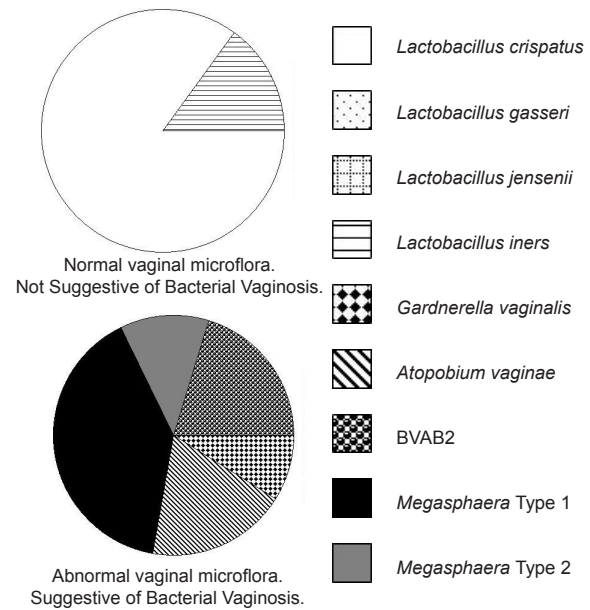 Normal vaginal microflora.
Not Suggestive of Bacterial Vaginosis.
Abnormal vaginal microflora.
Suggestive of Bacterial Vaginosis.
Lactobacillus crispatus
Lactobacillus gasseri
Lactobacillus jensenii
Lactobacillus iners
Gardnerella vaginalis
Atopobium vaginae
BVAB2
Megasphaera Type 1
Megasphaera Type 2